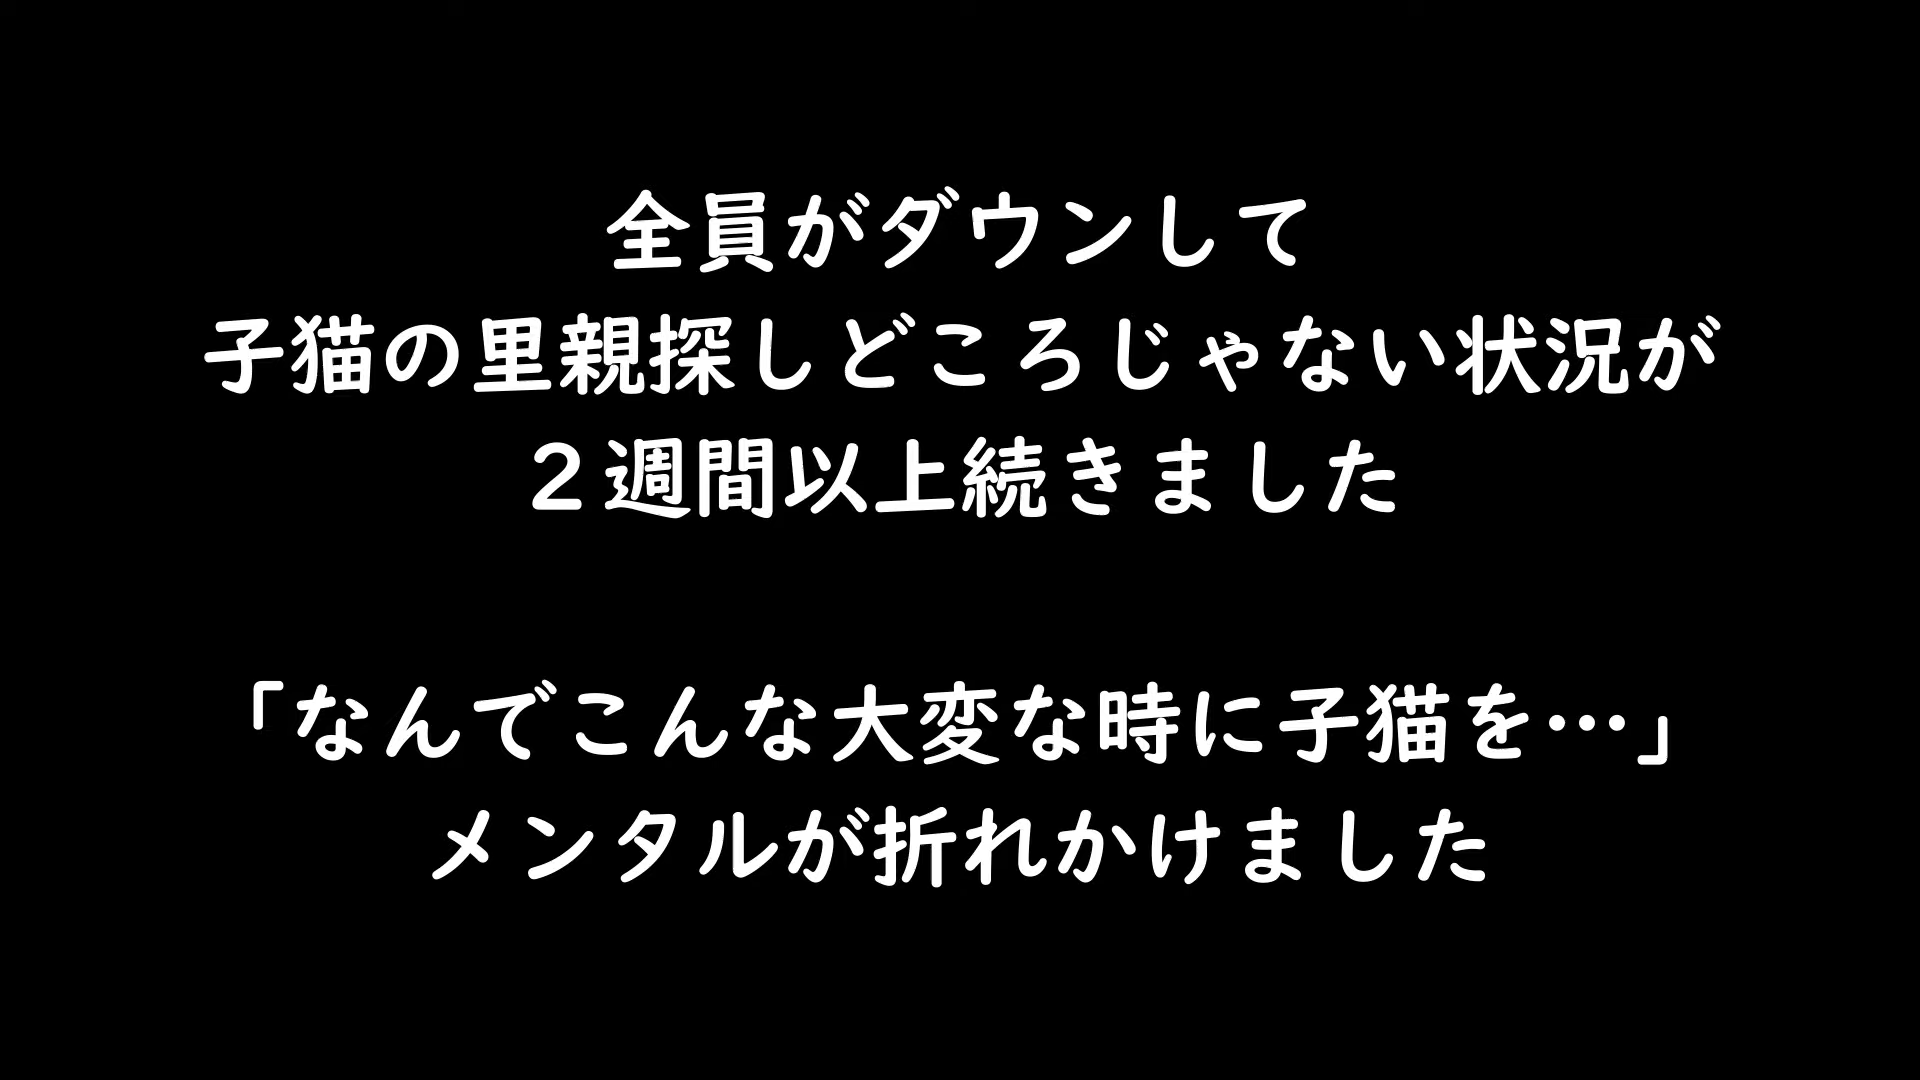 全員がダウンして
子猫の里親探しどころじゃない状況が
２週間以上続きました
「なんでこんな大変な時に子猫を…」
メンタルが折れかけました